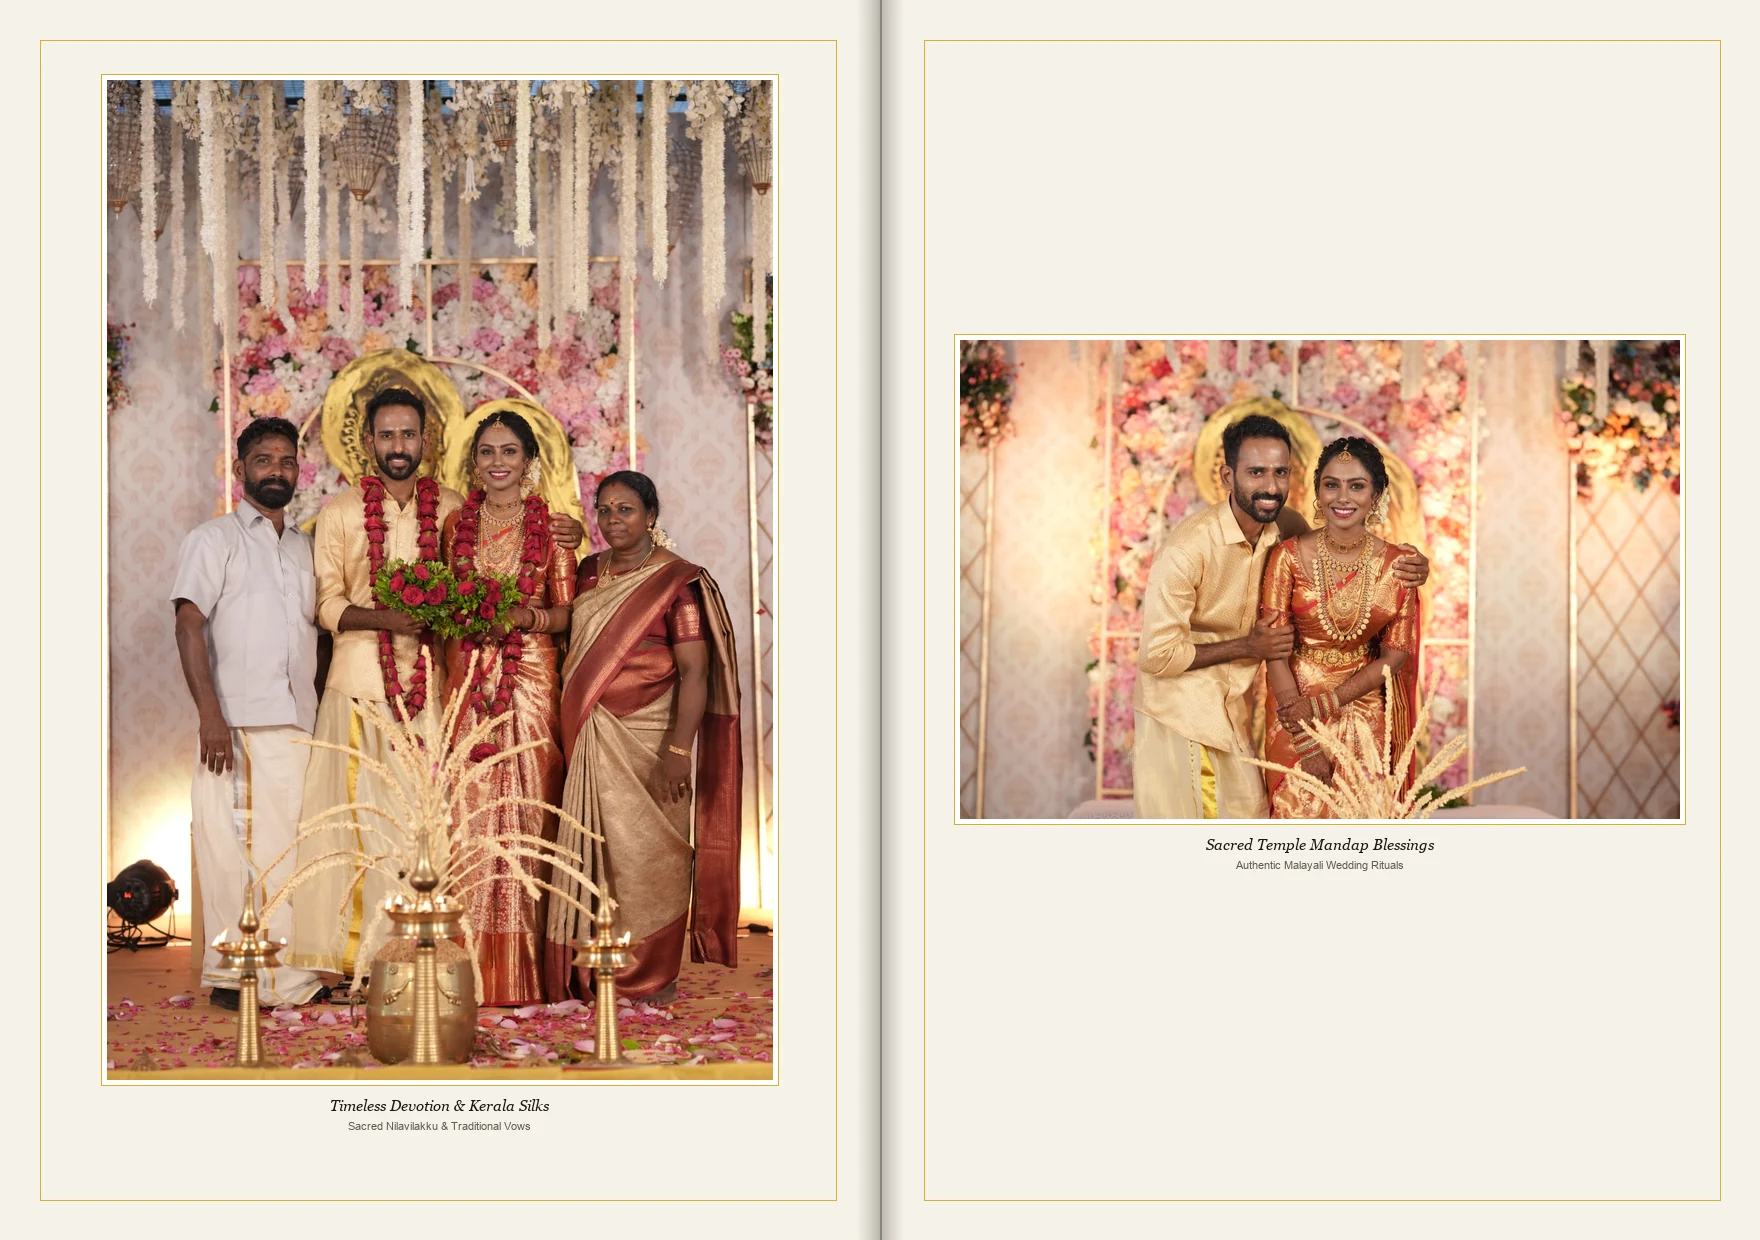 Timeless Devotion & Kerala Silks
Sacred Nilavilakku & Traditional Vows
Sacred Temple Mandap Blessings
Authentic Malayali Wedding Rituals